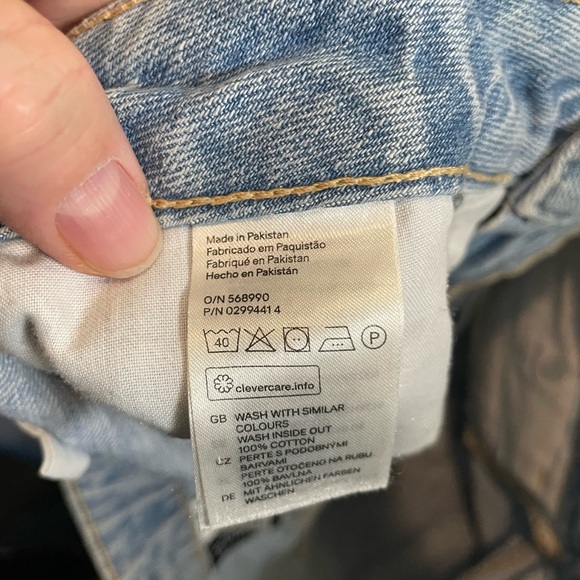 Made in Pakistan
Fabricado em Paquistão
Fabriqué en Pakistan
Hecho en Pakistán
O/N 568990
P/N 0299441 4
40 P
clevercare.info
GB WASH WITH SIMILAR
COLOURS
WASH INSIDE OUT
100% COTTON
CZ PERTE S PODOBNÝMI
BARVAMI
PERTE OTOČENO NA RUBU
100% BAVLNA
DE MIT ÄHNLICHEN FARBEN
WASCHEN